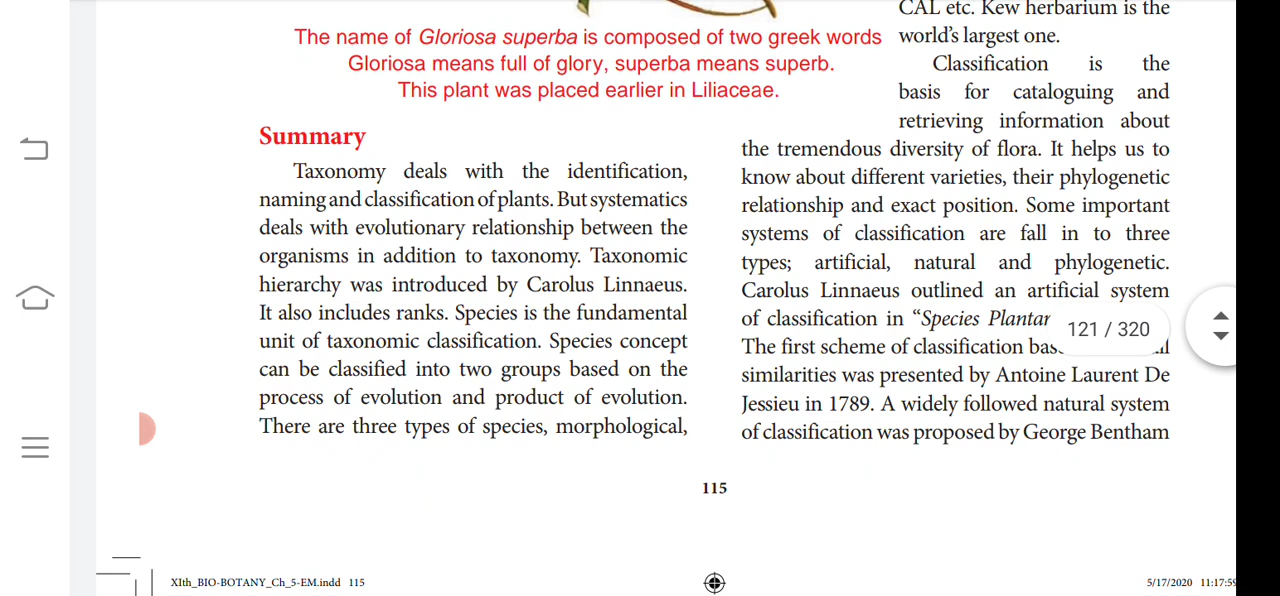 The name of Gloriosa superba is composed of two greek words
Gloriosa means full of glory, superba means superb.
This plant was placed earlier in Liliaceae.
Summary
Taxonomy deals with the identification,
naming and classification of plants. But systematics
deals with evolutionary relationship between the
organisms in addition to taxonomy. Taxonomic
hierarchy was introduced by Carolus Linnaeus.
It also includes ranks. Species is the fundamental
unit of taxonomic classification. Species concept
can be classified into two groups based on the
process of evolution and product of evolution.
There are three types of species, morphological,
CAL etc. Kew herbarium is the
world's largest one.
Classification is the
basis for cataloguing and
retrieving information about
the tremendous diversity of flora. It helps us to
know about different varieties, their phylogenetic
relationship and exact position. Some important
systems of classification are fall in to three
types; artificial, natural and phylogenetic.
Carolus Linnaeus outlined an artificial system
of classification in “Species
The first scheme of classification
similarities was presented by Antoine Laurent De
Jessieu in 1789. A widely followed natural system
of classification was proposed by George Bentham
121 / 320
115
XIth_BIO-BOTANY_Ch_5-EM.indd 115
5/17/2020 11:17:59